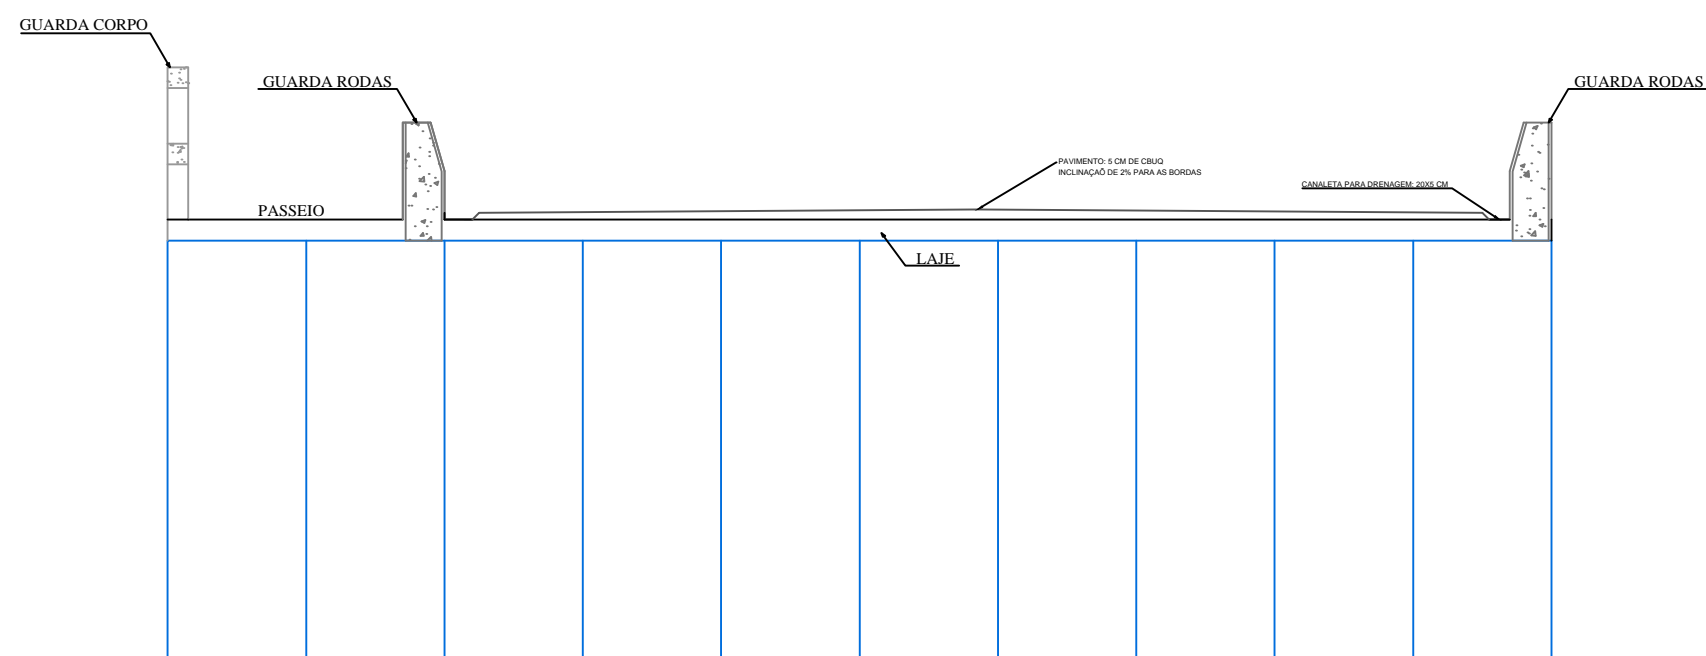 GUARDA CORPO
GUARDA RODAS
GUARDA RODAS
PAVIMENTO: 5 CM DE CBUQ
INCLINAÇAÕ DE 2% PARA AS BORDAS
CANALETA PARA DRENAGEM: 20X5 CM
PASSEIO
LAJE